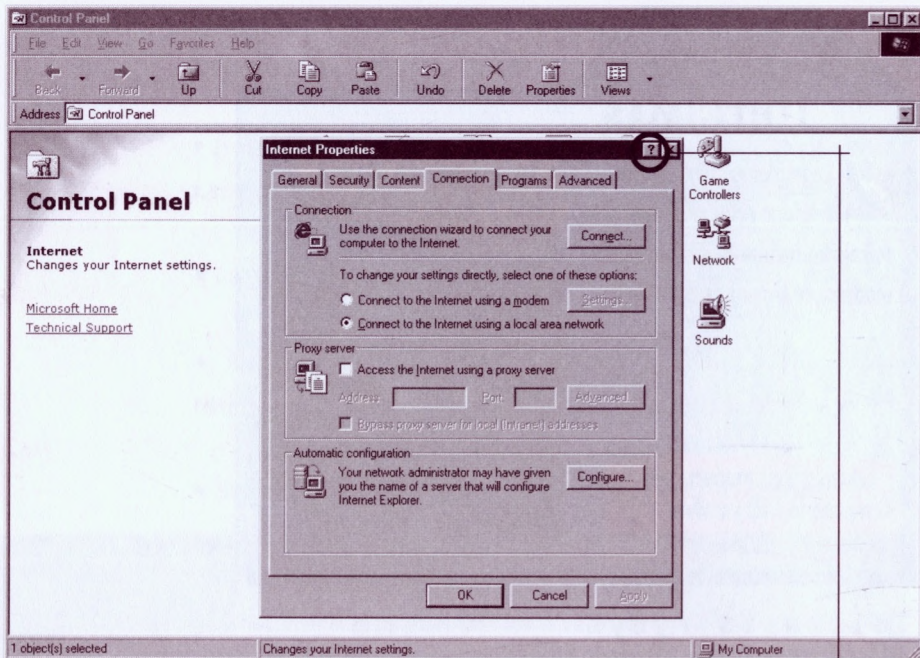 Control Panel
File Edit View Go Favorites Help
Back Forward Up Cut Copy Paste Undo Delete Properties Views
Address Control Panel
Control Panel
Internet
Changes your Internet settings.
Microsoft Home
Technical Support
Internet Properties ?
General Security Content Connection Programs Advanced
Connection
Use the connection wizard to connect your
computer to the Internet.
Connect...
To change your settings directly, select one of these options:
Connect to the Internet using a modem
Settings...
Connect to the Internet using a local area network
Proxy server
Access the Internet using a proxy server
Address: Port: Advanced...
Bypass proxy server for local (Intranet) addresses
Automatic configuration
Your network administrator may have given
you the name of a server that will configure
Internet Explorer.
Configure...
OK Cancel Apply
Game
Controllers
Network
Sounds
1 object(s) selected Changes your Internet settings. My Computer